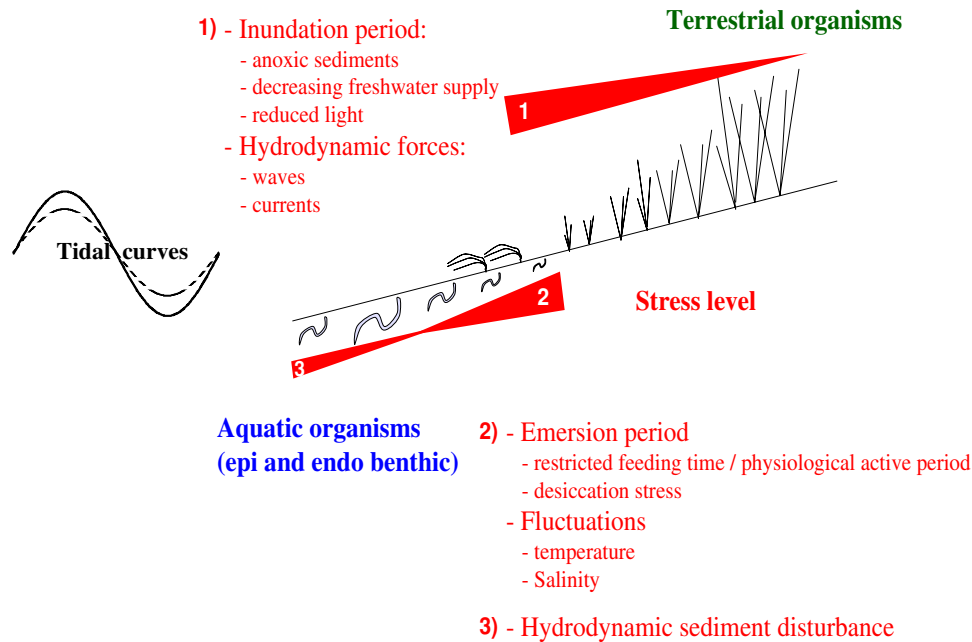 1) - Inundation period:
- anoxic sediments
- decreasing freshwater supply
- reduced light
- Hydrodynamic forces:
- waves
- currents
Terrestrial organisms
1
Tidal curves
2
Stress level
3
Aquatic organisms
(epi and endo benthic)
2) - Emersion period
- restricted feeding time / physiological active period
- desiccation stress
- Fluctuations
- temperature
- Salinity
3) - Hydrodynamic sediment disturbance